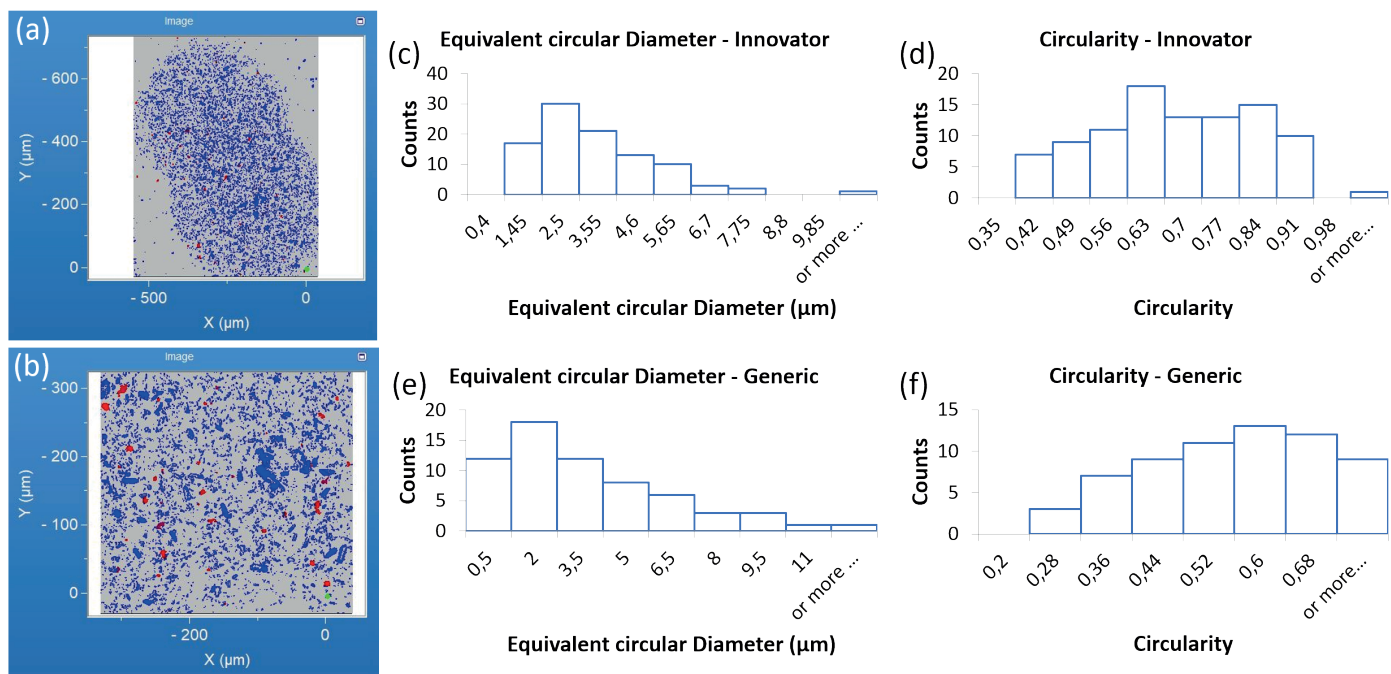 (a)
Image
- 600
- 400
- 200
0
Y (µm)
- 500
0
X (µm)
(b)
Image
- 300
- 200
- 100
0
Y (µm)
- 200
0
X (µm)
(c)
Equivalent circular Diameter - Innovator
40
30
20
10
0
Counts
0,4
1,45
2,5
3,55
4,6
5,65
6,7
7,75
8,8
9,85
or more ...
Equivalent circular Diameter (µm)
(d)
Circularity - Innovator
20
15
10
5
0
Counts
0,35
0,42
0,49
0,56
0,63
0,7
0,77
0,84
0,91
0,98
or more...
Circularity
(e)
Equivalent circular Diameter - Generic
20
15
10
5
0
Counts
0,5
2
3,5
5
6,5
8
9,5
11
or more ...
Equivalent circular Diameter (µm)
(f)
Circularity - Generic
15
10
5
0
Counts
0,2
0,28
0,36
0,44
0,52
0,6
0,68
or more...
Circularity